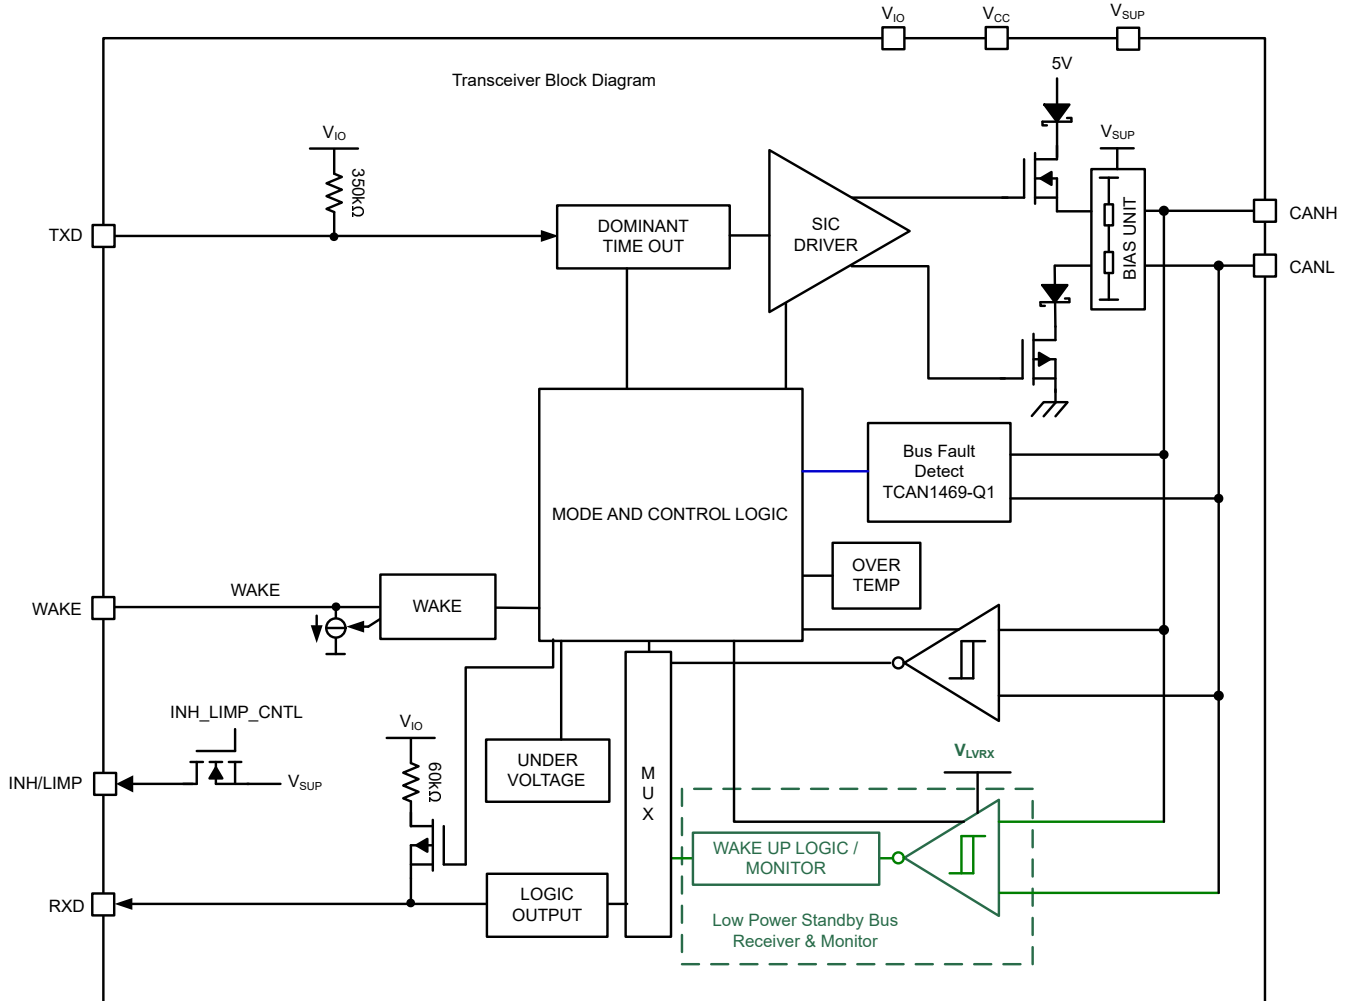 VIO
VCC
VSUP
Transceiver Block Diagram
5V
VIO
350kΩ
VSUP
TXD
DOMINANT
TIME OUT
SIC
DRIVER
BIAS UNIT
CANH
CANL
Bus Fault
Detect
TCAN1469-Q1
MODE AND CONTROL LOGIC
OVER
TEMP
WAKE
WAKE
WAKE
INH_LIMP_CNTL
INH/LIMP
VSUP
VIO
60kΩ
UNDER
VOLTAGE
M
U
X
VLVRX
WAKE UP LOGIC /
MONITOR
RXD
LOGIC
OUTPUT
Low Power Standby Bus
Receiver & Monitor